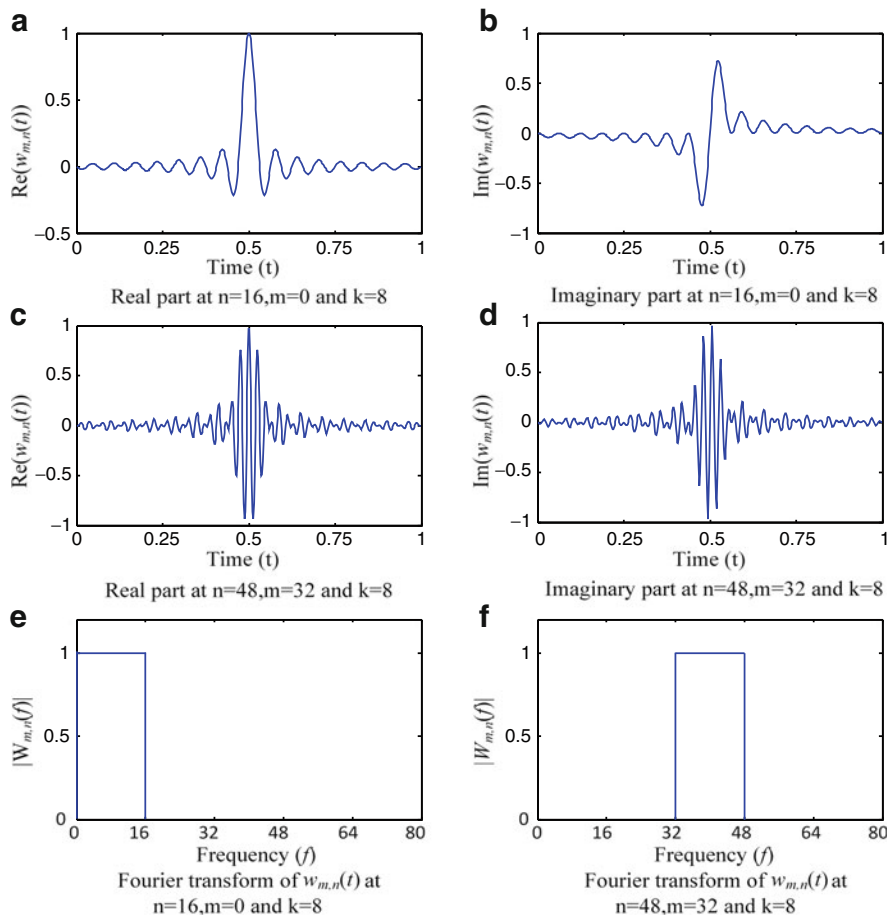 a
1
0.5
0
−0.5
Re(w_{m,n}(t))
0 0.25 0.5 0.75 1
Time (t)
Real part at n=16,m=0 and k=8
b
1
0.5
0
−0.5
−1
Im(w_{m,n}(t))
0 0.25 0.5 0.75 1
Time (t)
Imaginary part at n=16,m=0 and k=8
c
1
0.5
0
−0.5
−1
Re(w_{m,n}(t))
0 0.25 0.5 0.75 1
Time (t)
Real part at n=48,m=32 and k=8
d
1
0.5
0
−0.5
−1
Im(w_{m,n}(t))
0 0.25 0.5 0.75 1
Time (t)
Imaginary part at n=48,m=32 and k=8
e
1
0.5
0
|W_{m,n}(f)|
0 16 32 48 64 80
Frequency (f)
Fourier transform of w_{m,n}(t) at
n=16,m=0 and k=8
f
1
0.5
0
|W_{m,n}(f)|
0 16 32 48 64 80
Frequency (f)
Fourier transform of w_{m,n}(t) at
n=48,m=32 and k=8